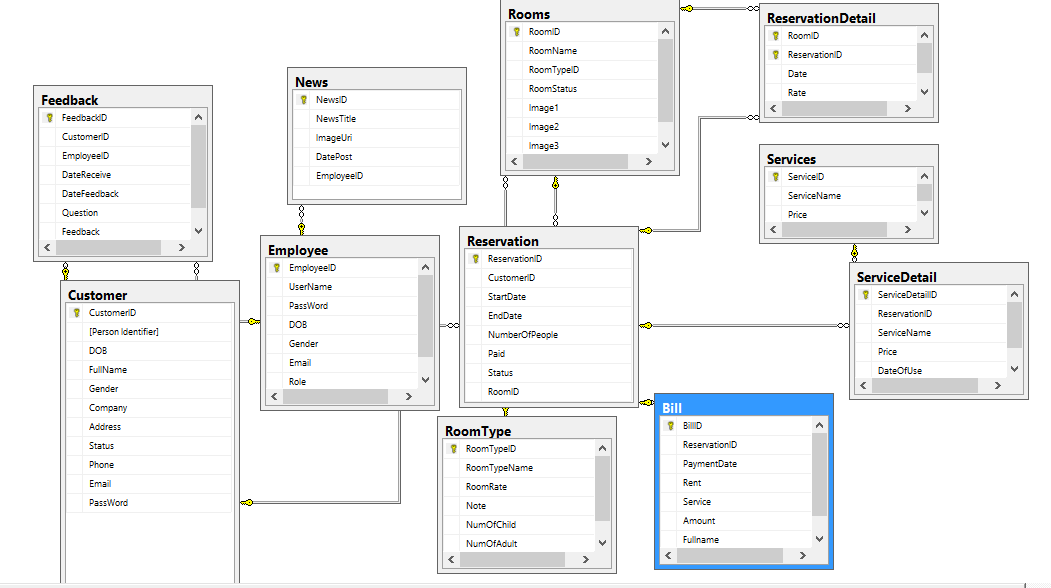 Rooms
RoomID
RoomName
RoomTypeID
RoomStatus
Image1
Image2
Image3
ReservationDetail
RoomID
ReservationID
Date
Rate
News
NewsID
NewsTitle
ImageUri
DatePost
EmployeeID
Feedback
FeedbackID
CustomerID
EmployeeID
DateReceive
DateFeedback
Question
Feedback
Services
ServiceID
ServiceName
Price
Reservation
ReservationID
CustomerID
StartDate
EndDate
NumberOfPeople
Paid
Status
RoomID
Employee
EmployeeID
UserName
PassWord
DOB
Gender
Email
Role
ServiceDetail
ServiceDetailID
ReservationID
ServiceName
Price
DateOfUse
Customer
CustomerID
[Person Identifier]
DOB
FullName
Gender
Company
Address
Status
Phone
Email
PassWord
Bill
BillID
ReservationID
PaymentDate
Rent
Service
Amount
Fullname
RoomType
RoomTypeID
RoomTypeName
RoomRate
Note
NumOfChild
NumOfAdult